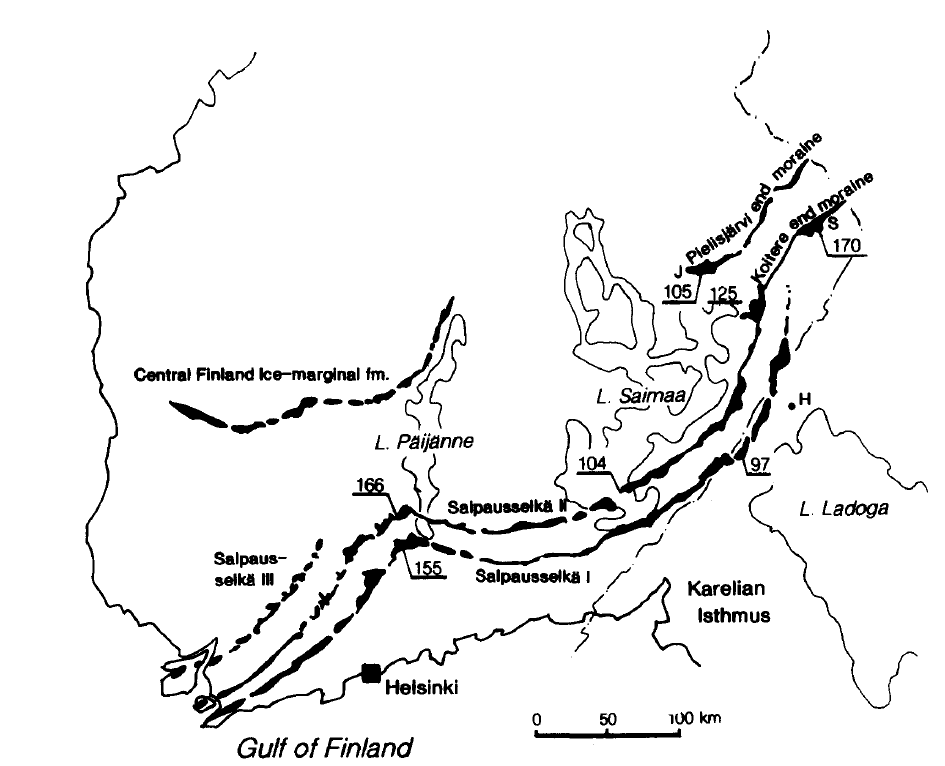 Pielisjärvi end moraine
Koitere end moraine
S
170
J
105
125
Central Finland Ice-marginal fm.
L. Saimaa
H
L. Päijänne
104
97
166
Salpausselkä II
L. Ladoga
Salpaus-
selkä III
155
Salpausselkä I
Karelian
Isthmus
Helsinki
0 50 100 km
Gulf of Finland